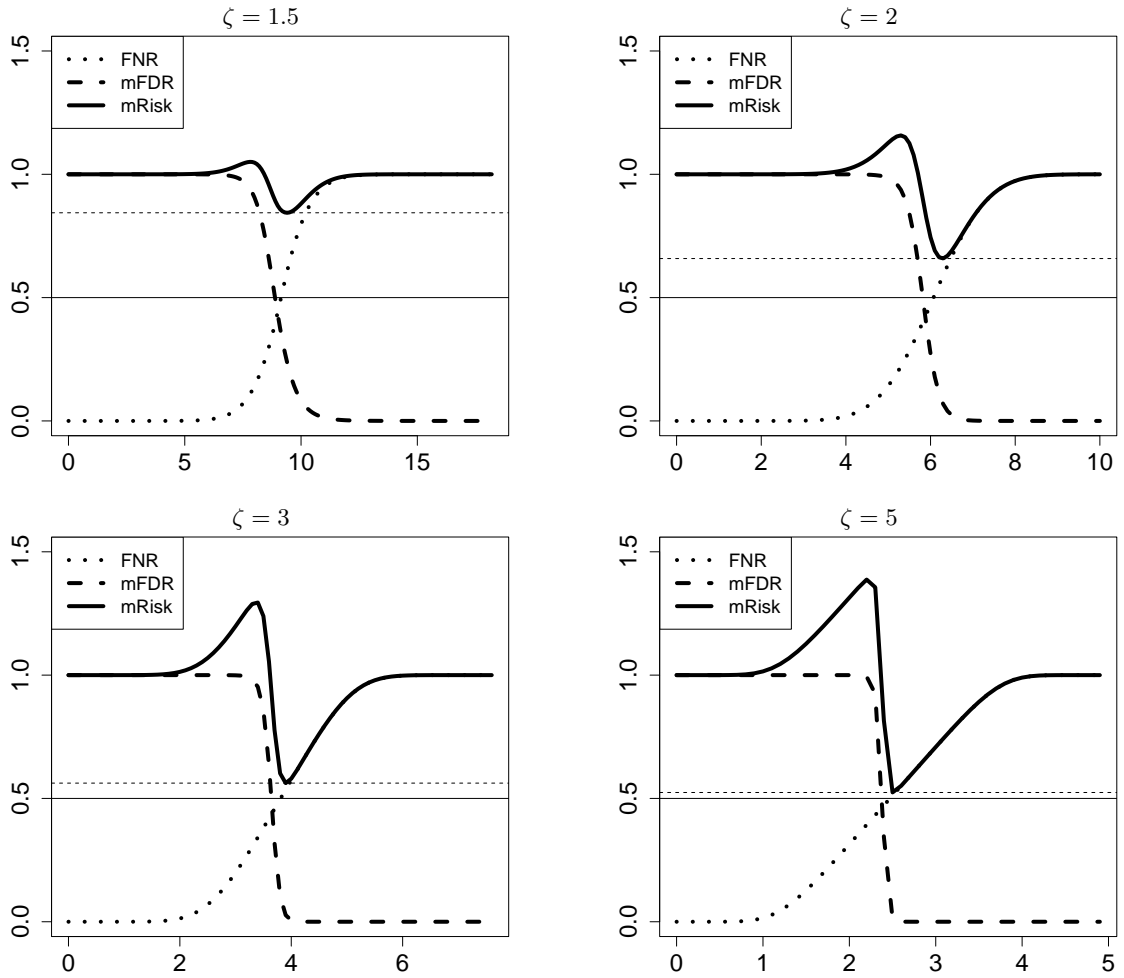 ζ = 1.5
FNR
mFDR
mRisk
0.0 0.5 1.0 1.5
0 5 10 15
ζ = 2
FNR
mFDR
mRisk
0.0 0.5 1.0 1.5
0 2 4 6 8 10
ζ = 3
FNR
mFDR
mRisk
0.0 0.5 1.0 1.5
0 2 4 6
ζ = 5
FNR
mFDR
mRisk
0.0 0.5 1.0 1.5
0 1 2 3 4 5